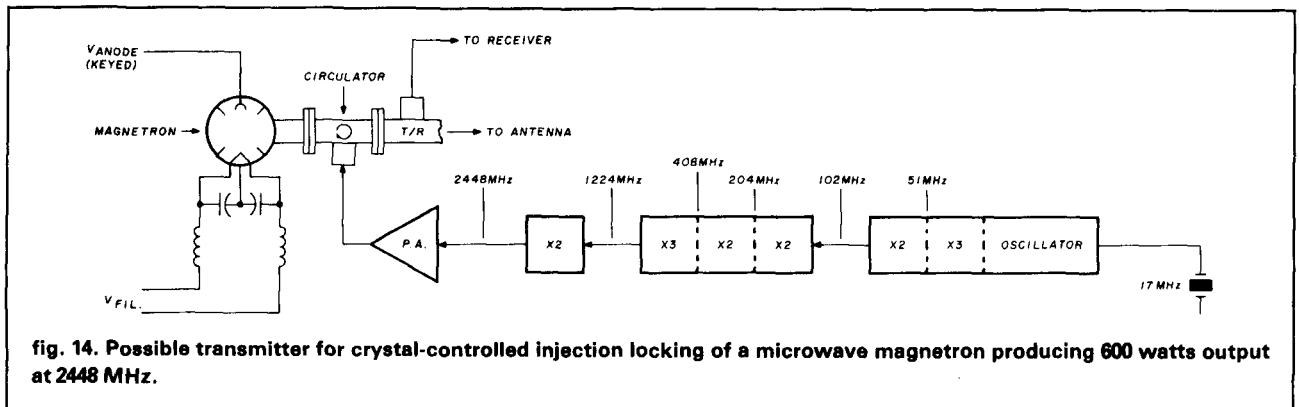 VANODE
(KEYED)
TO RECEIVER
CIRCULATOR
MAGNETRON
T/R
TO ANTENNA
2448MHz
1224MHz
408MHz
204MHz
102MHz
51MHz
P.A.
X2
X3
X2
X2
X2
X3
OSCILLATOR
17MHz
VFIL.
fig. 14. Possible transmitter for crystal-controlled injection locking of a microwave magnetron producing 600 watts output
at 2448 MHz.